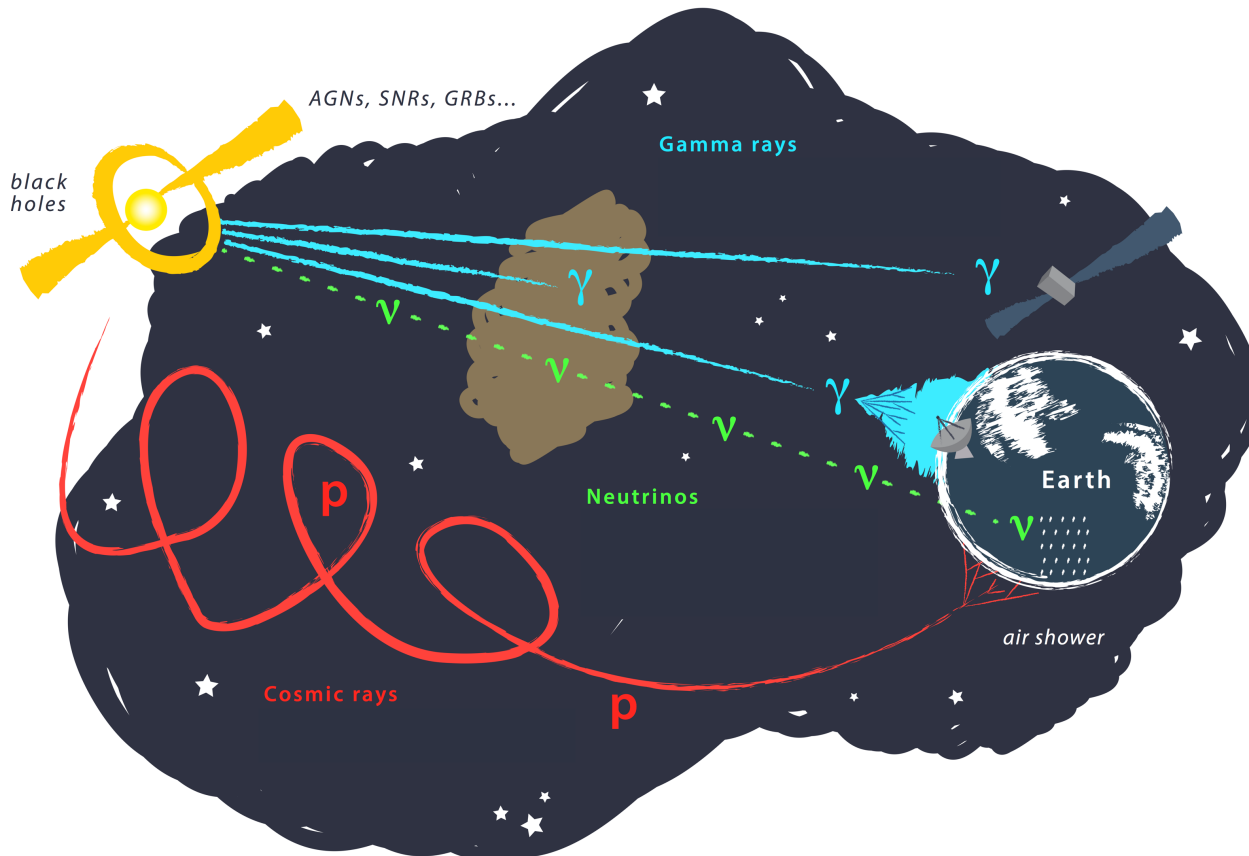 AGNs, SNRs, GRBs...
Gamma rays
black
holes
γ
γ
ν
ν
γ
ν
p
ν
Earth
Neutrinos
ν
air shower
Cosmic rays
p